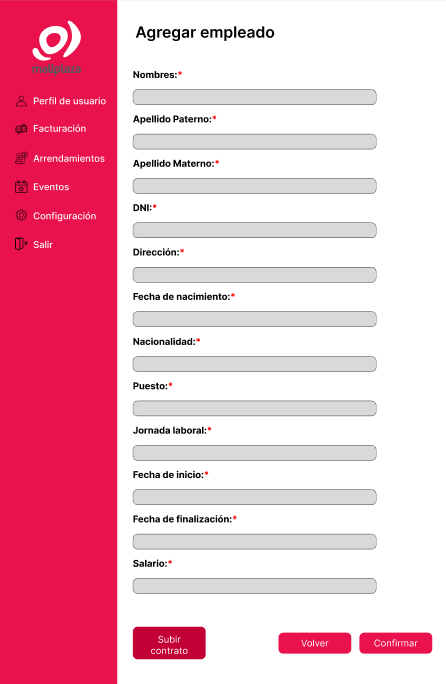 Agregar empleado
mallplaza
Perfil de usuario
Facturación
Arrendamientos
Eventos
Configuración
Salir
Nombres:*
Apellido Paterno:*
Apellido Materno:*
DNI:*
Dirección:*
Fecha de nacimiento:*
Nacionalidad:*
Puesto:*
Jornada laboral:*
Fecha de inicio:*
Fecha de finalización:*
Salario:*
Subir
contrato
Volver
Confirmar